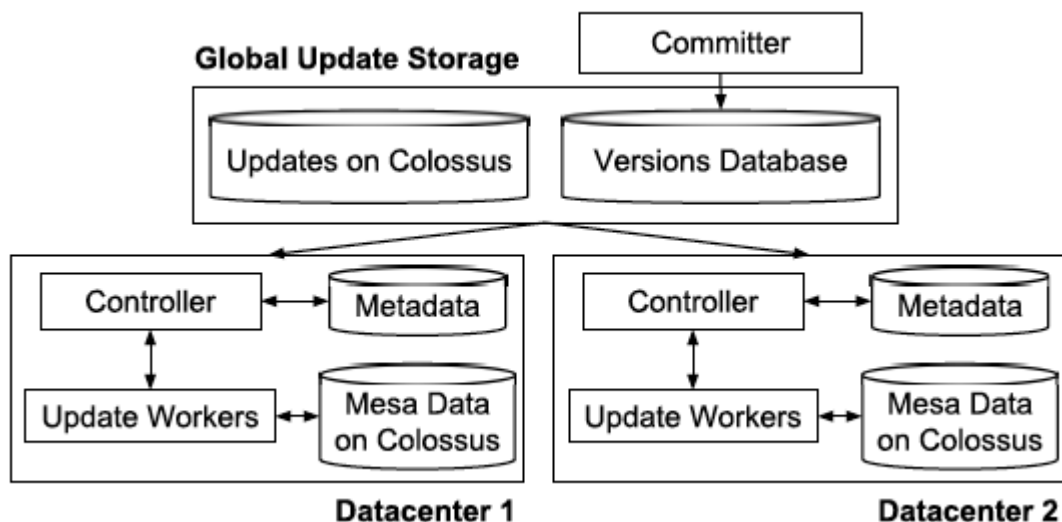 Committer
Global Update Storage
Updates on Colossus
Versions Database
Controller
Metadata
Update Workers
Mesa Data
on Colossus
Datacenter 1
Controller
Metadata
Update Workers
Mesa Data
on Colossus
Datacenter 2